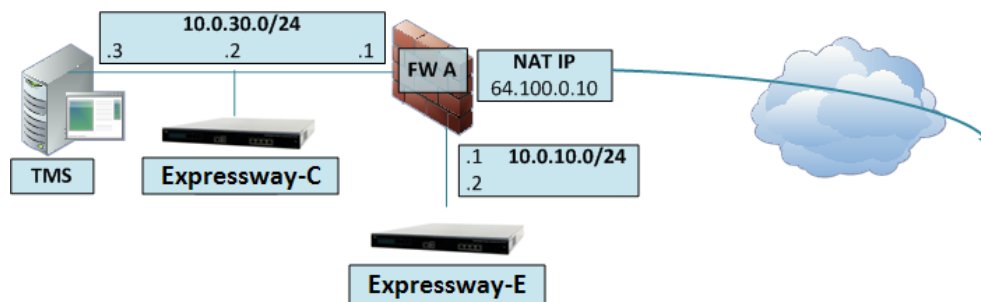 10.0.30.0/24
.3 .2 .1
FW A
NAT IP
64.100.0.10
TMS
Expressway-C
.1 10.0.10.0/24
.2
Expressway-E